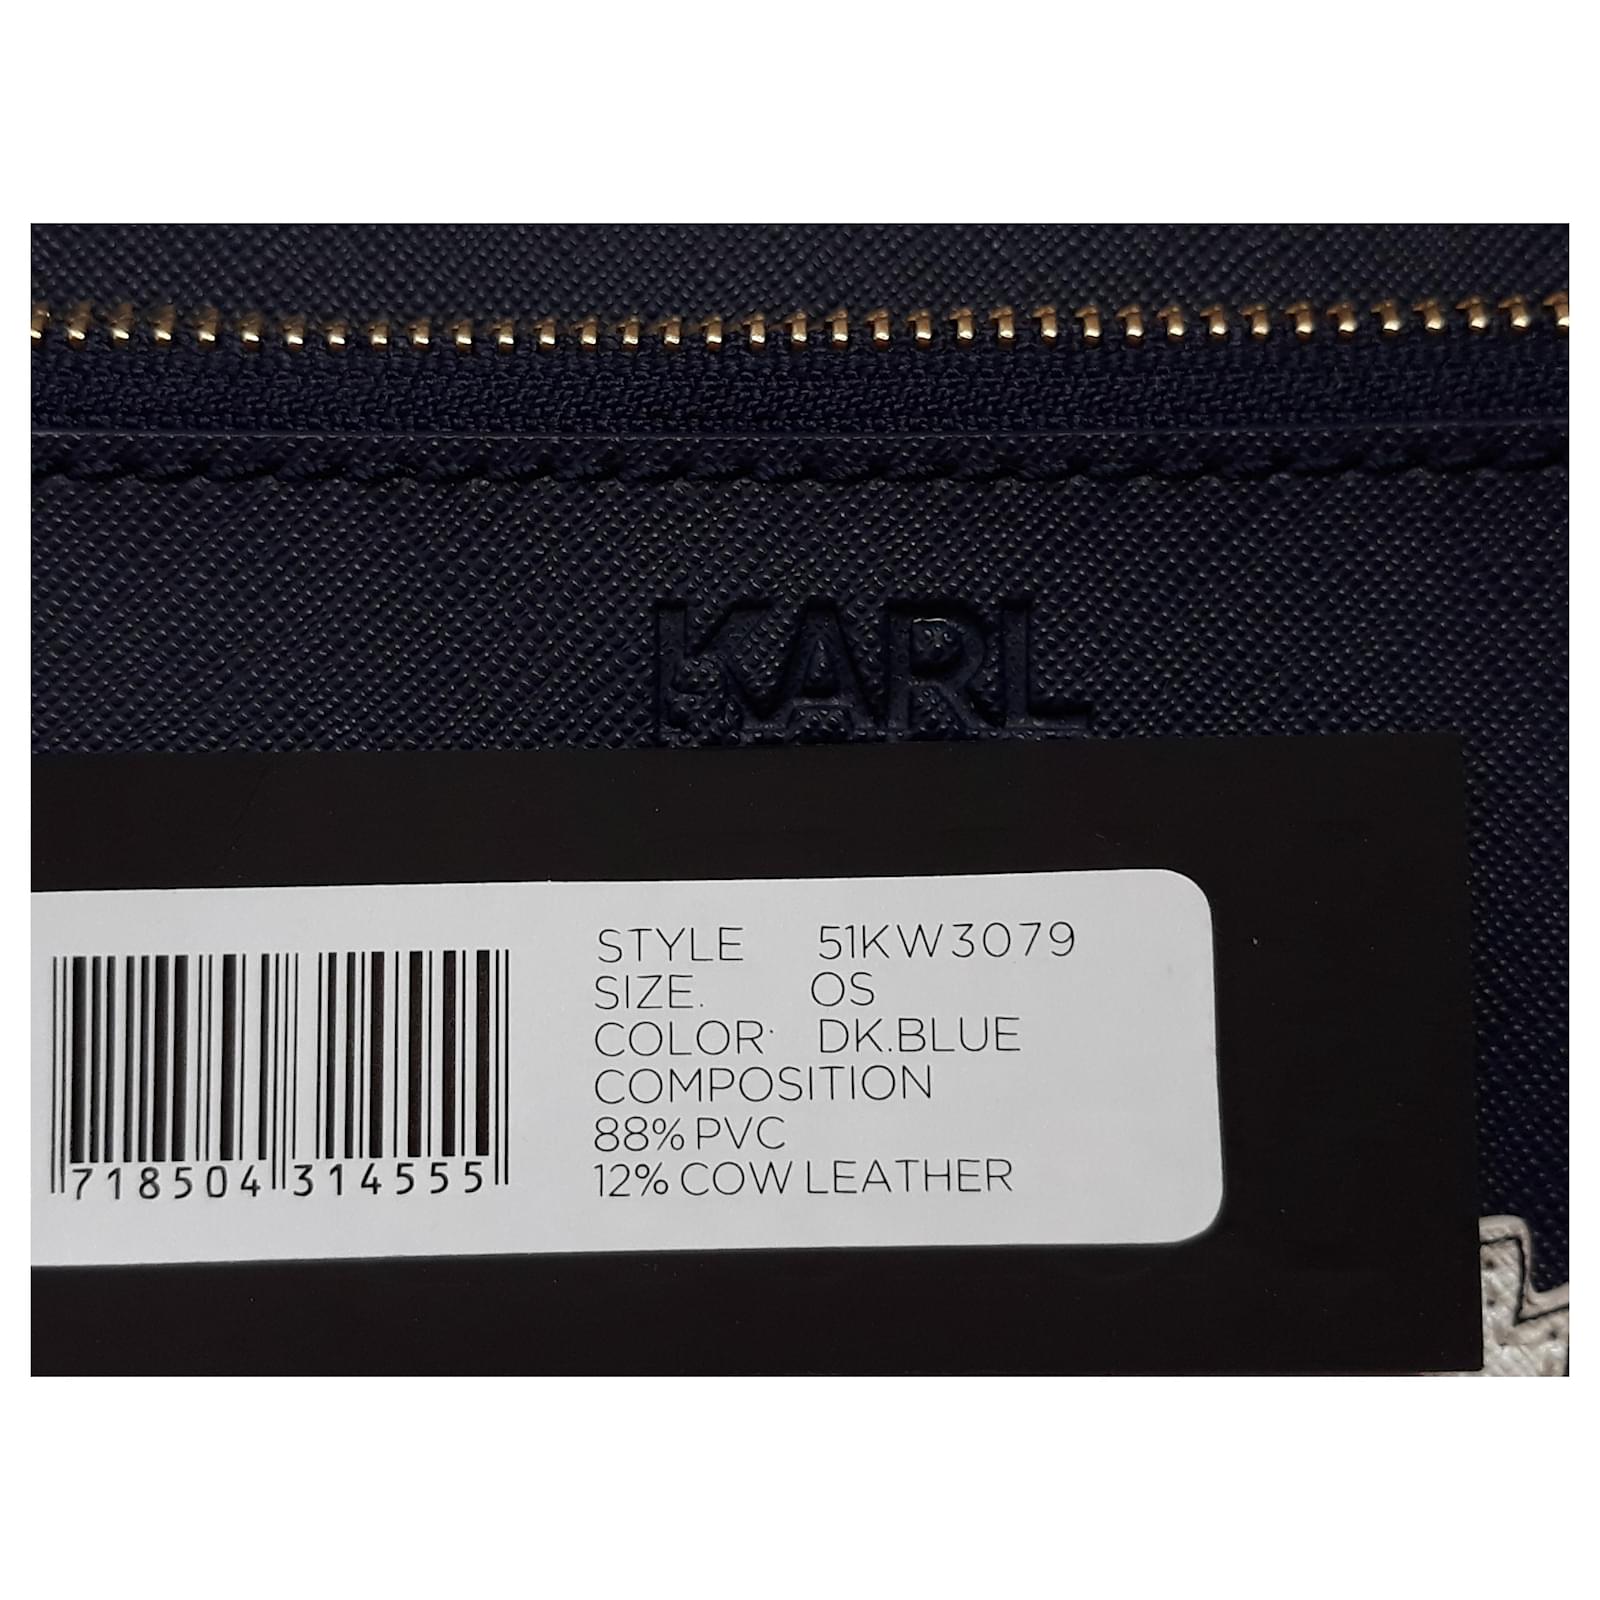 KARL
STYLE 51KW3079
SIZE. OS
COLOR: DK.BLUE
COMPOSITION
88% PVC
12% COW LEATHER
718504 314555